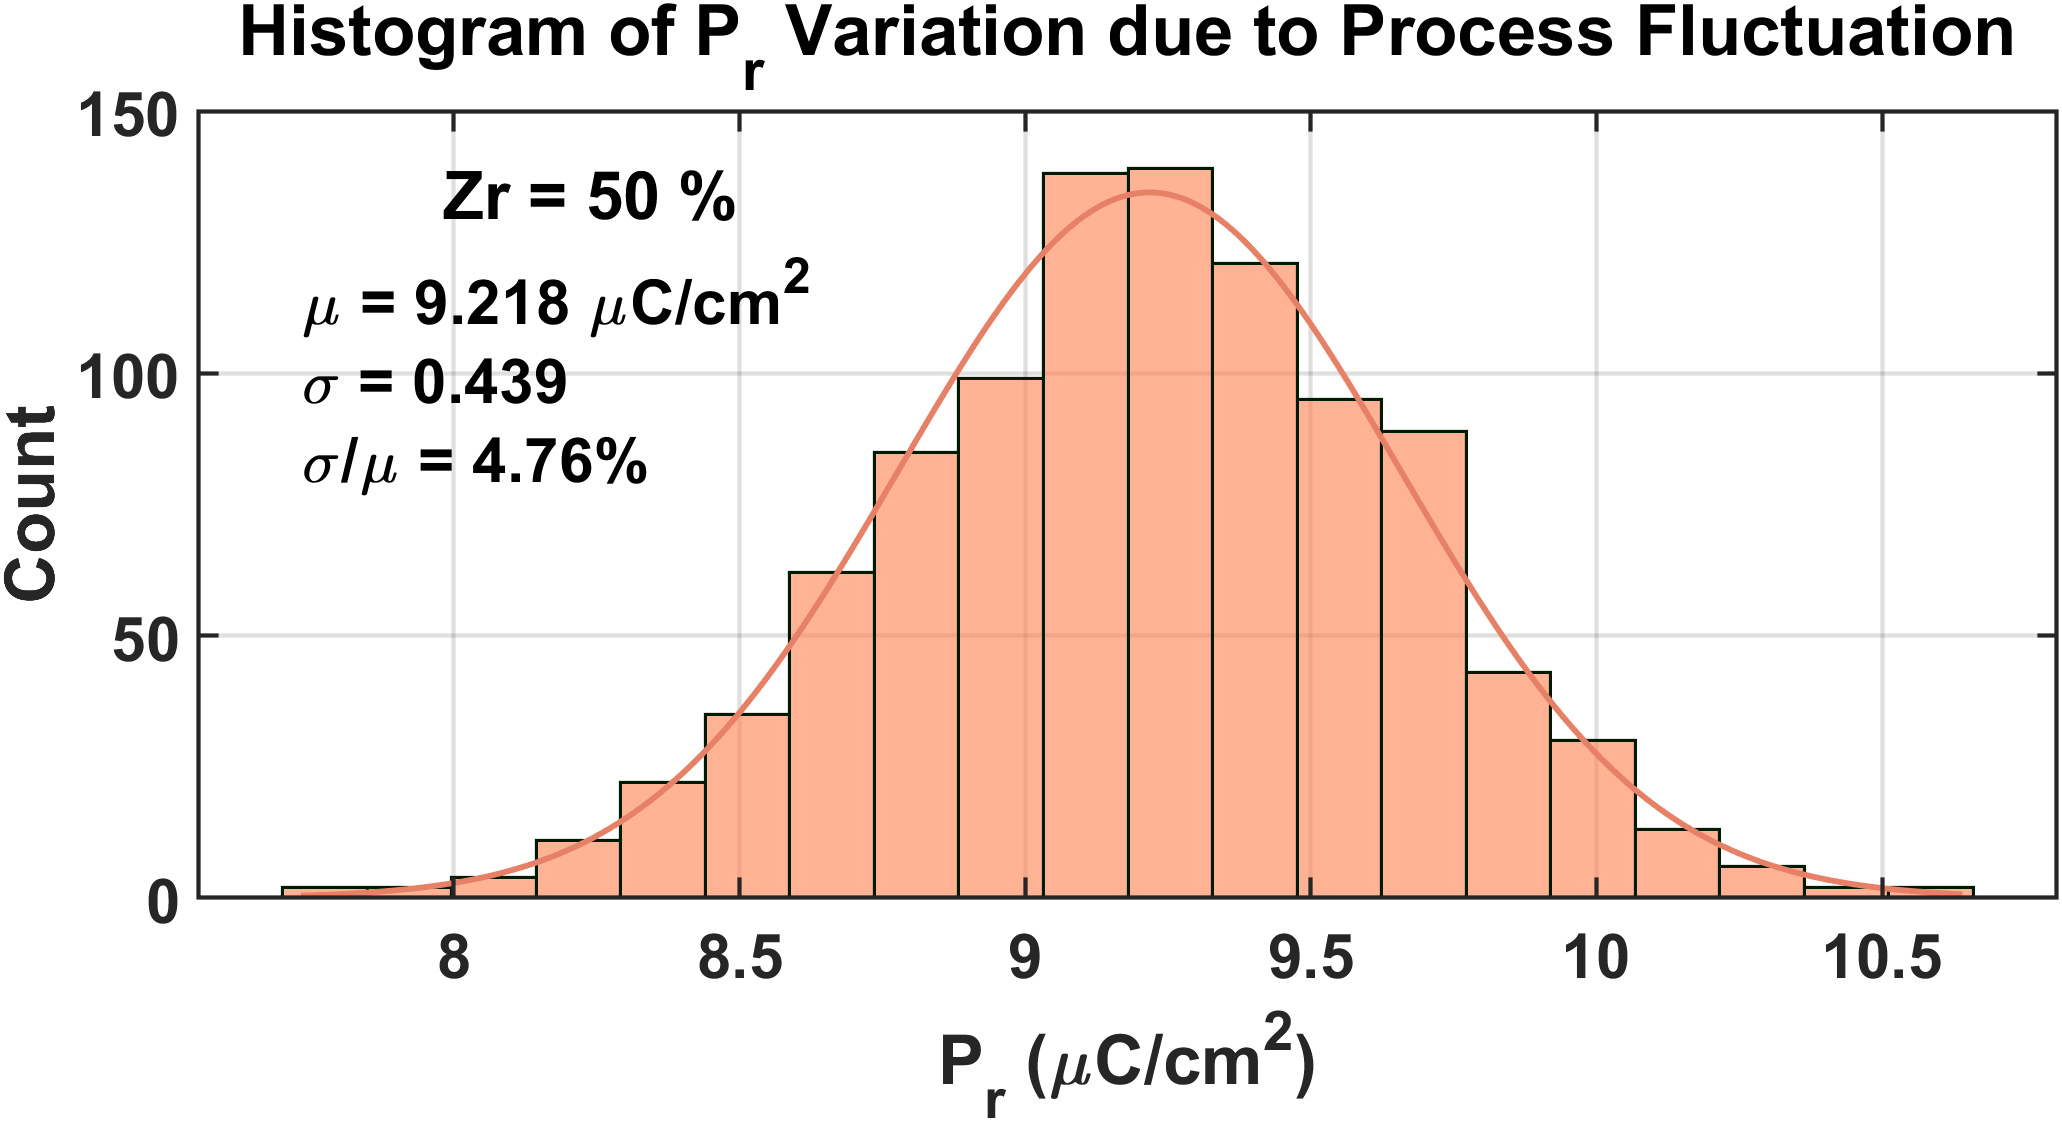 Histogram of Pr Variation due to Process Fluctuation
150
100
50
0
Count
Zr = 50 %
μ = 9.218 μC/cm²
σ = 0.439
σ/μ = 4.76%
8 8.5 9 9.5 10 10.5
Pr (μC/cm²)